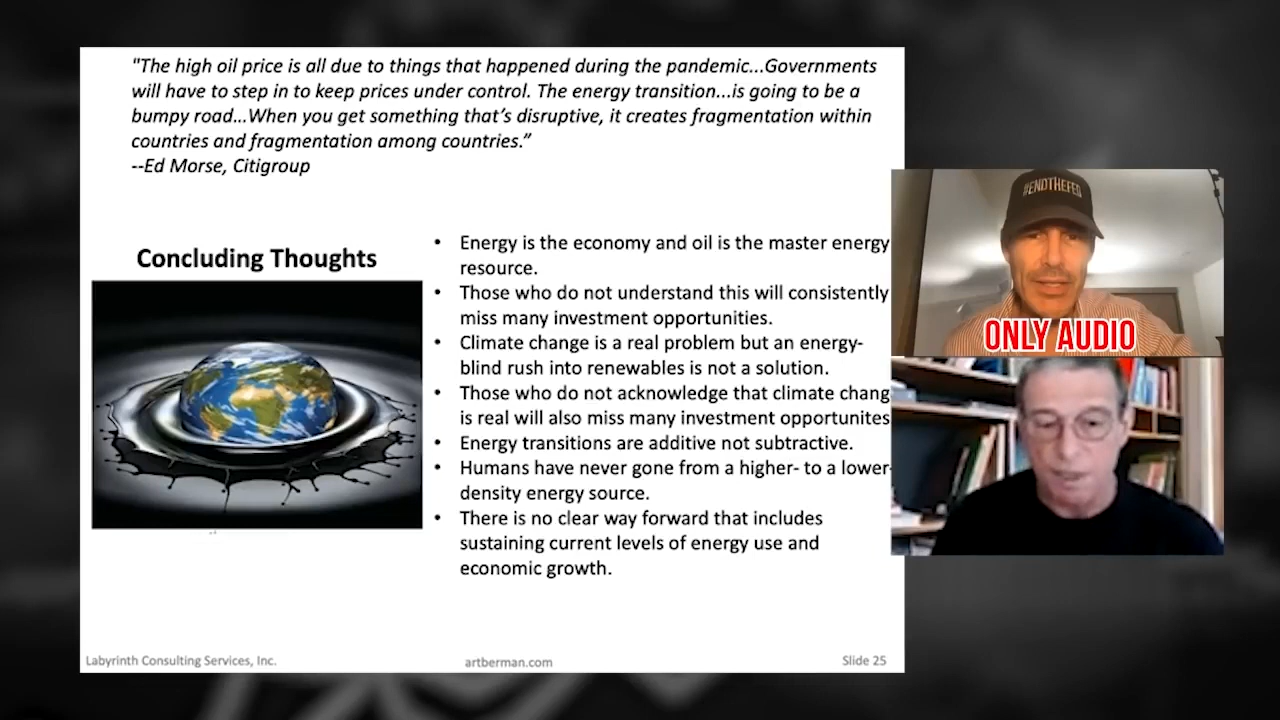 "The high oil price is all due to things that happened during the pandemic...Governments
will have to step in to keep prices under control. The energy transition...is going to be a
bumpy road...When you get something that's disruptive, it creates fragmentation within
countries and fragmentation among countries."
--Ed Morse, Citigroup
Concluding Thoughts
• Energy is the economy and oil is the master energy
resource.
• Those who do not understand this will consistently
miss many investment opportunities.
• Climate change is a real problem but an energy-
blind rush into renewables is not a solution.
• Those who do not acknowledge that climate chang
is real will also miss many investment opportunites
• Energy transitions are additive not subtractive.
• Humans have never gone from a higher- to a lower-
density energy source.
• There is no clear way forward that includes
sustaining current levels of energy use and
economic growth.
Labyrinth Consulting Services, Inc.
artberman.com
Slide 25
#ENDTHEFED
ONLY AUDIO